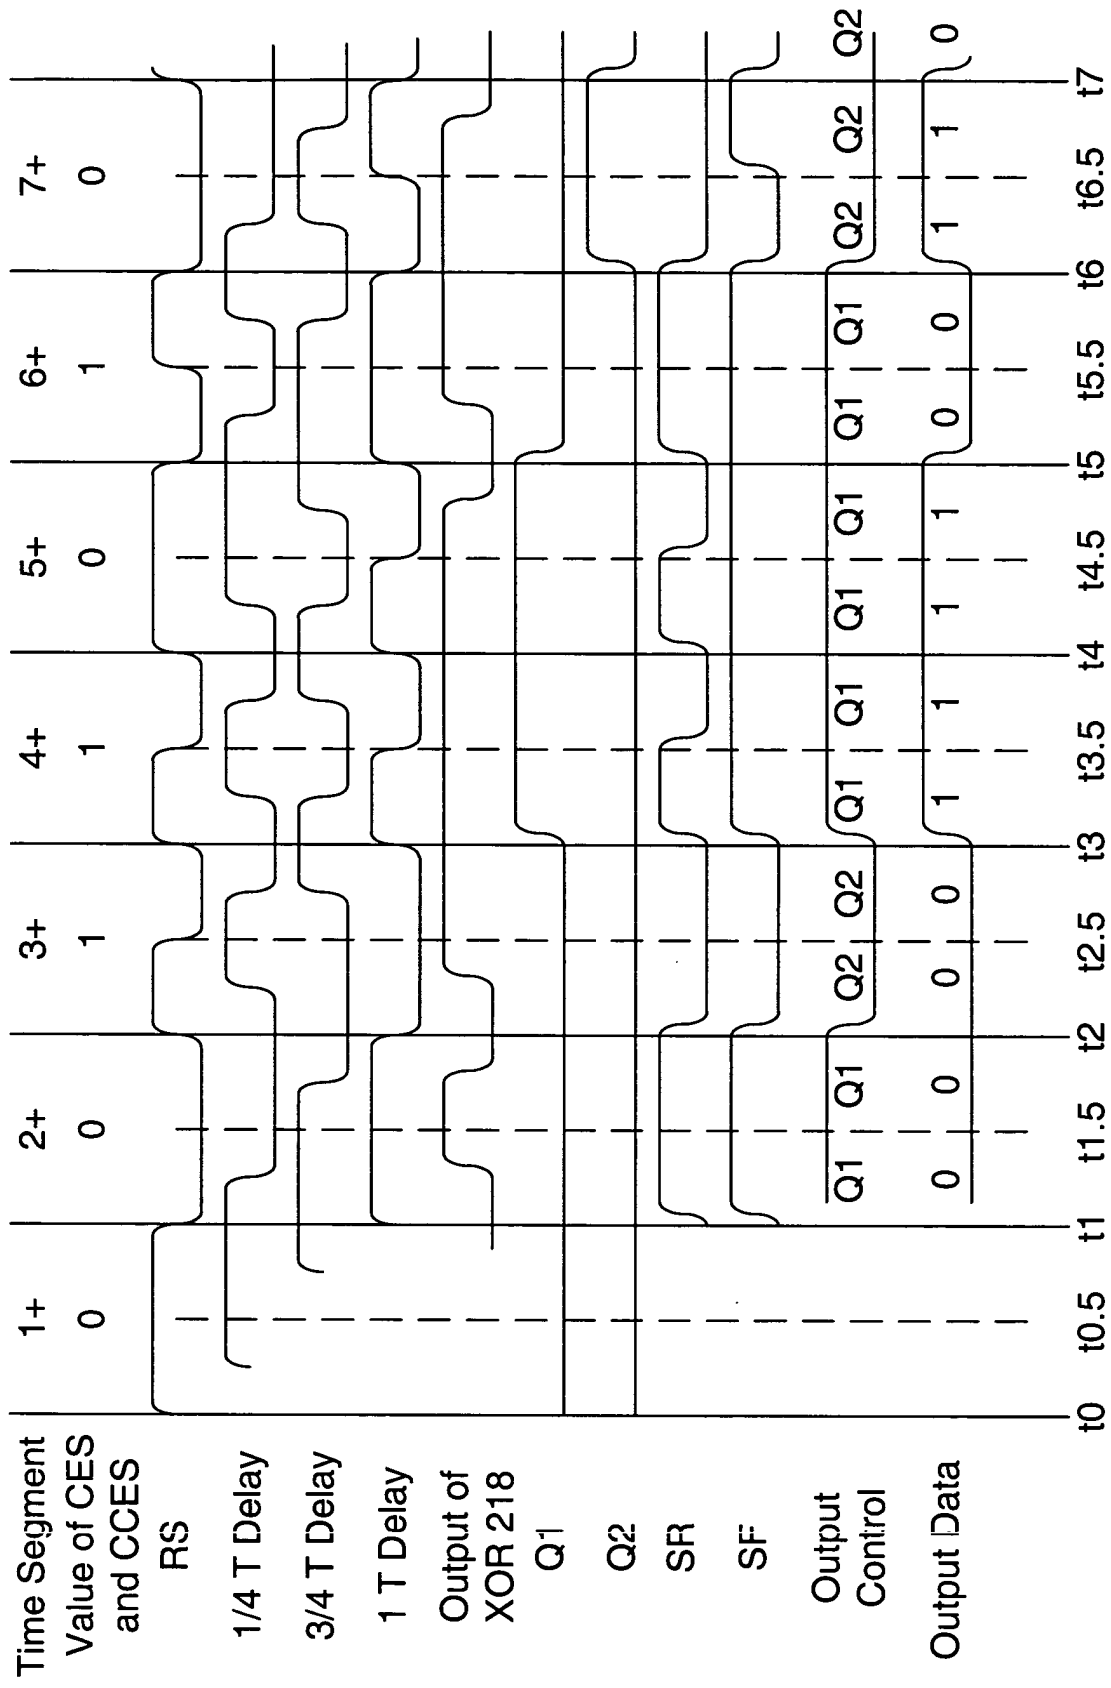 Time Segment 1+ 2+ 3+ 4+ 5+ 6+ 7+
Value of CES 0 0 1 1 0 1 0
and CCES
RS
1/4 T Delay
3/4 T Delay
1 T Delay
Output of
XOR 218
Q1
Q2
SR
SF
Output
Control
Q1 Q1 Q2 Q2 Q1 Q1 Q1 Q1 Q1 Q1 Q2 Q2 Q2
Output Data 0 0 0 0 1 1 1 1 0 0 1 1 0
t0 t0.5 t1 t1.5 t2 t2.5 t3 t3.5 t4 t4.5 t5 t5.5 t6 t6.5 t7